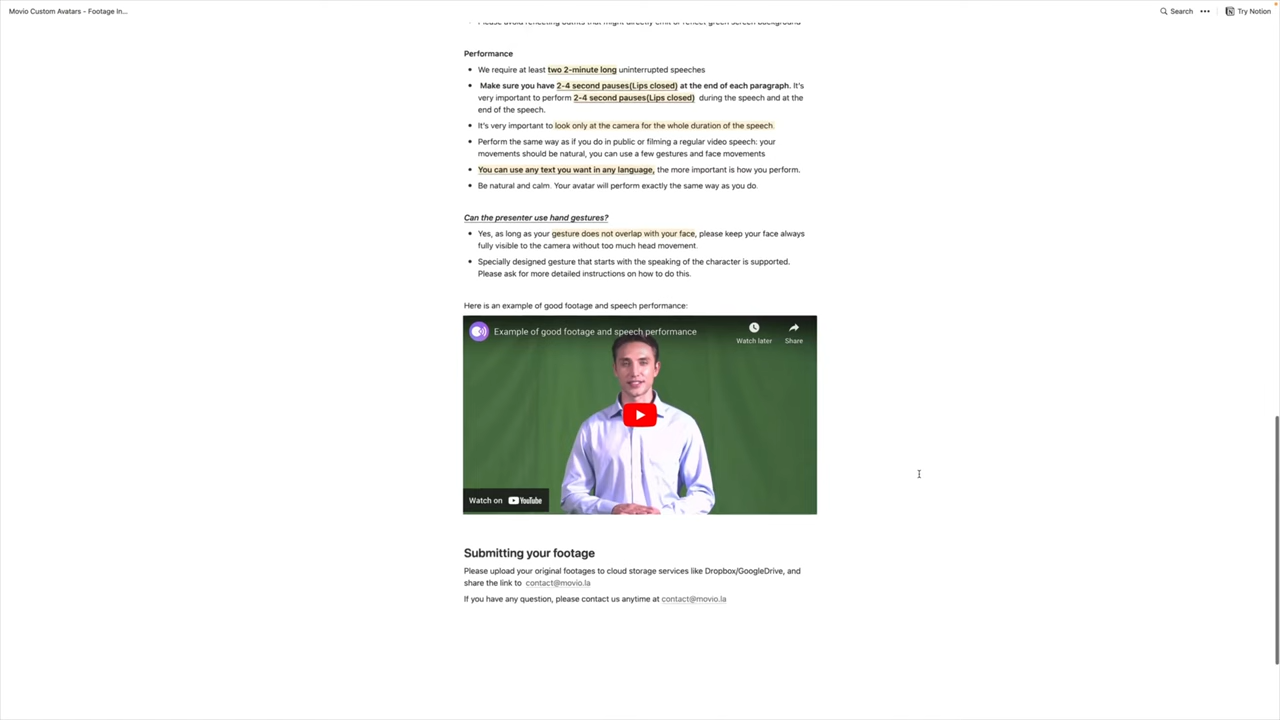 Movio Custom Avatars – Footage In...
Search ••• Try Notion
Please avoid reflecting outfits that might directly emit or reflect green screen background
Performance
• We require at least two 2-minute long uninterrupted speeches
• Make sure you have 2-4 second pauses(Lips closed) at the end of each paragraph. It's
very important to perform 2-4 second pauses(Lips closed) during the speech and at the
end of the speech.
• It's very important to look only at the camera for the whole duration of the speech.
• Perform the same way as if you do in public or filming a regular video speech: your
movements should be natural, you can use a few gestures and face movements
• You can use any text you want in any language, the more important is how you perform.
• Be natural and calm. Your avatar will perform exactly the same way as you do.
Can the presenter use hand gestures?
• Yes, as long as your gesture does not overlap with your face, please keep your face always
fully visible to the camera without too much head movement.
• Specially designed gesture that starts with the speaking of the character is supported.
Please ask for more detailed instructions on how to do this.
Here is an example of good footage and speech performance:
Example of good footage and speech performance
Watch later Share
Watch on YouTube
Submitting your footage
Please upload your original footages to cloud storage services like Dropbox/GoogleDrive, and
share the link to contact@movio.la
If you have any question, please contact us anytime at contact@movio.la